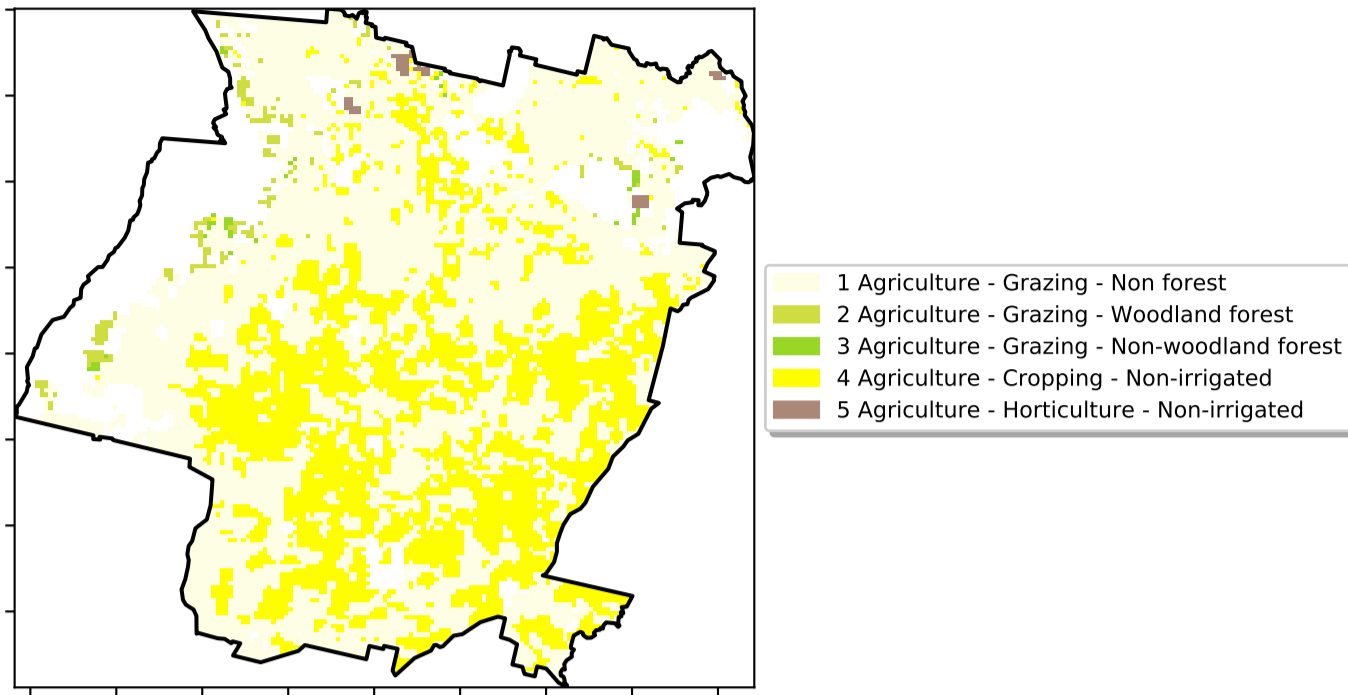 1 Agriculture - Grazing - Non forest
2 Agriculture - Grazing - Woodland forest
3 Agriculture - Grazing - Non-woodland forest
4 Agriculture - Cropping - Non-irrigated
5 Agriculture - Horticulture - Non-irrigated